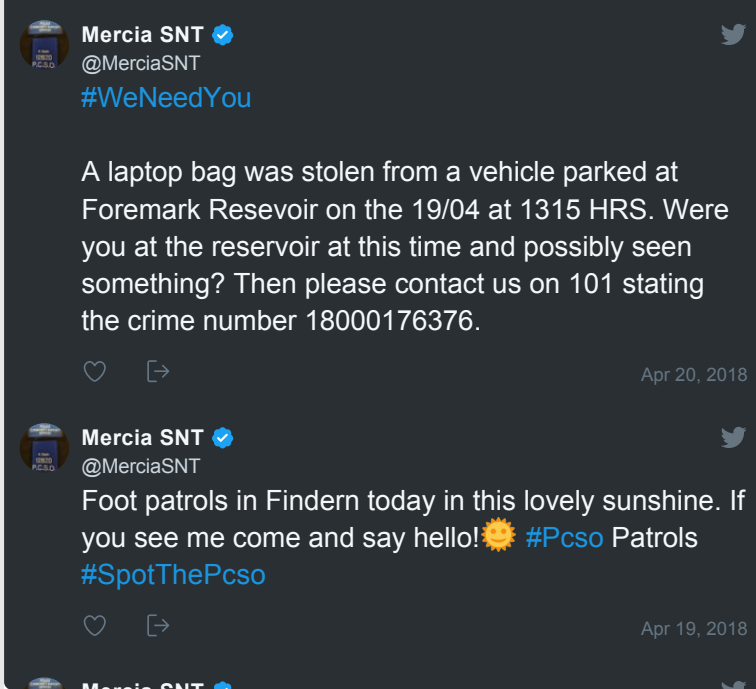 Mercia SNT
@MerciaSNT
#WeNeedYou
A laptop bag was stolen from a vehicle parked at
Foremark Resevoir on the 19/04 at 1315 HRS. Were
you at the reservoir at this time and possibly seen
something? Then please contact us on 101 stating
the crime number 18000176376.
Apr 20, 2018
Mercia SNT
@MerciaSNT
Foot patrols in Findern today in this lovely sunshine. If
you see me come and say hello!🌞 #Pcso Patrols
#SpotThePcso
Apr 19, 2018
Mercia SNT